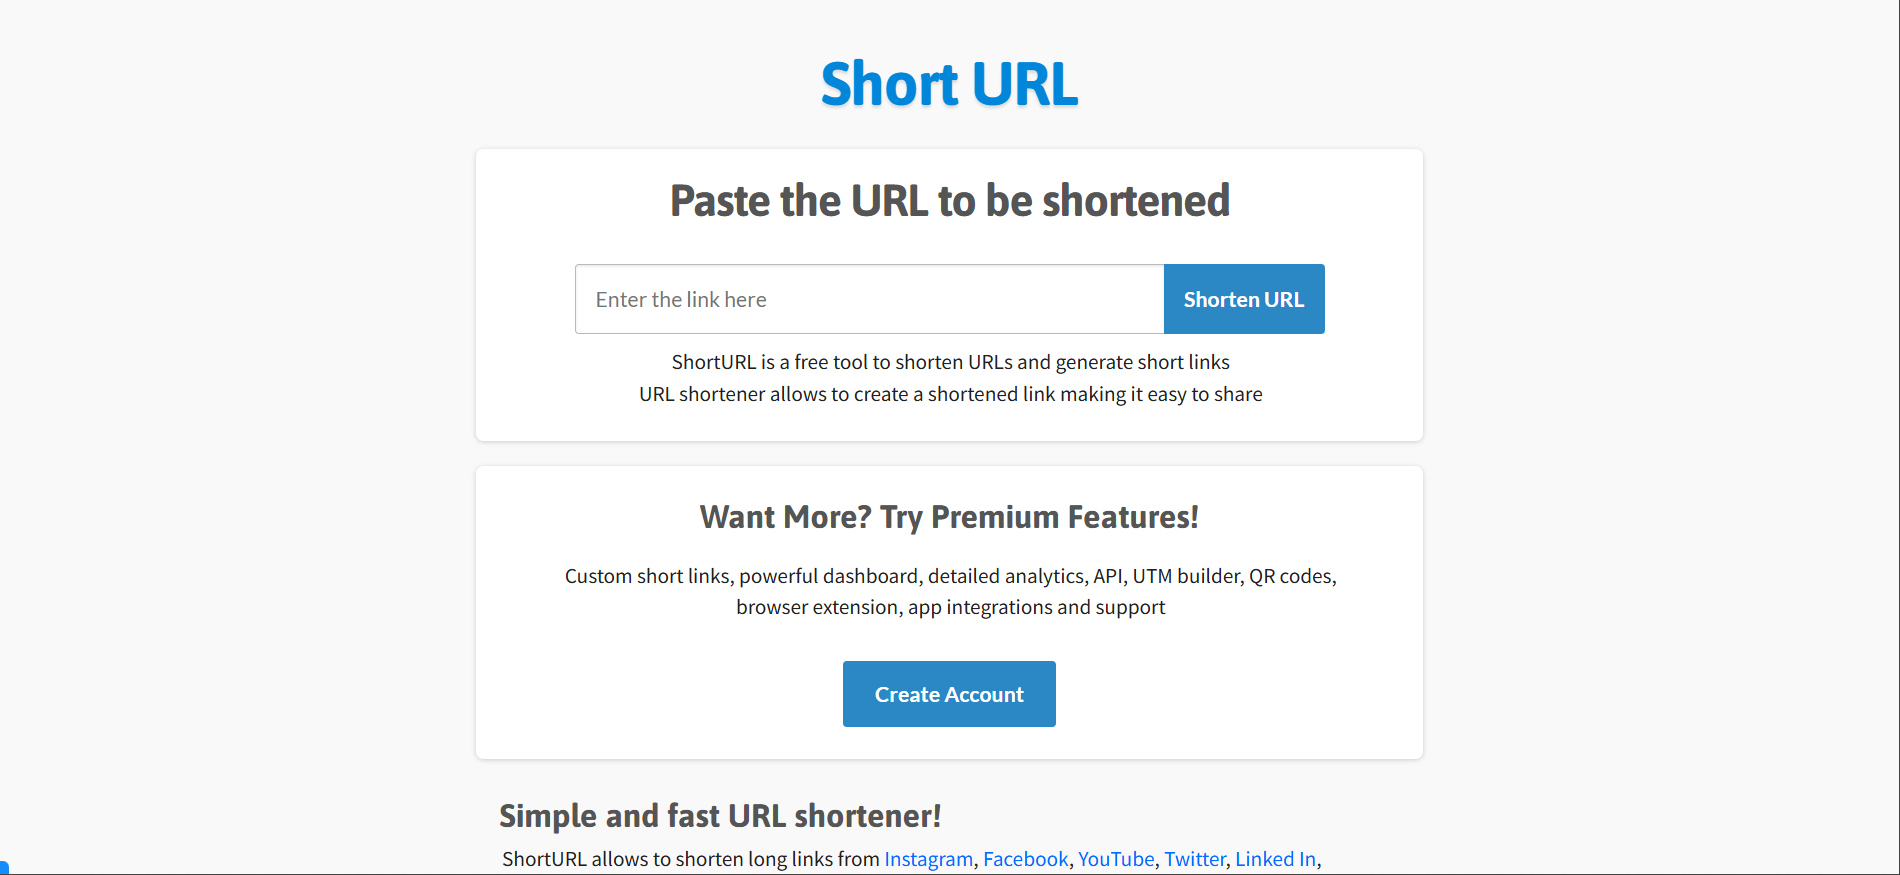 Short URL
Paste the URL to be shortened
Enter the link here
Shorten URL
ShortURL is a free tool to shorten URLs and generate short links
URL shortener allows to create a shortened link making it easy to share
Want More? Try Premium Features!
Custom short links, powerful dashboard, detailed analytics, API, UTM builder, QR codes,
browser extension, app integrations and support
Create Account
Simple and fast URL shortener!
ShortURL allows to shorten long links from Instagram, Facebook, YouTube, Twitter, Linked In,